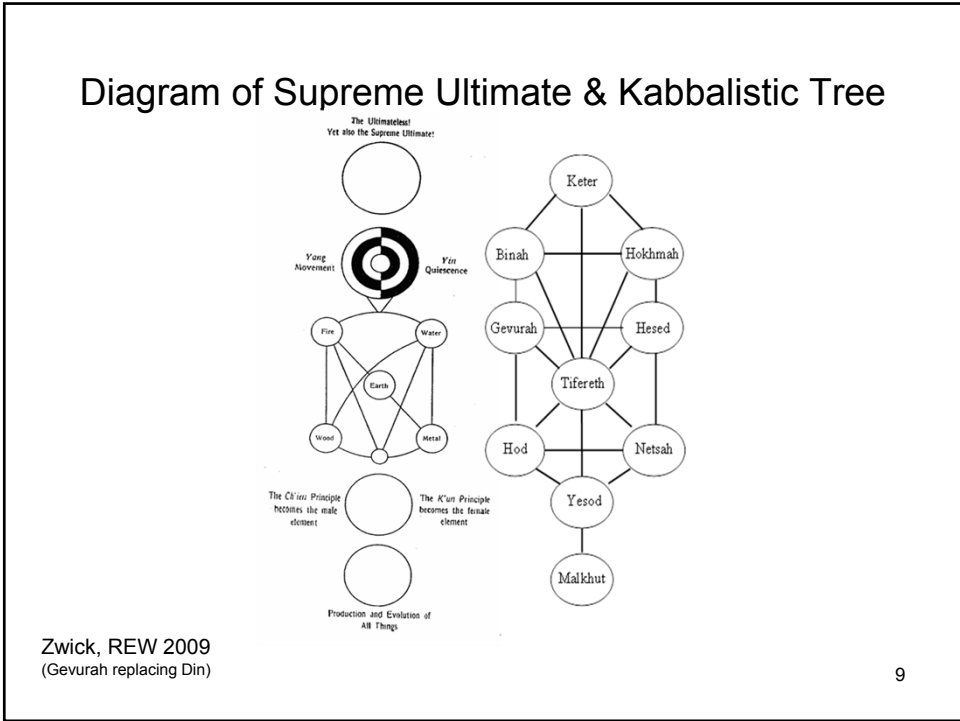 Diagram of Supreme Ultimate & Kabbalistic Tree
The Ultimateless!
Yet also the Supreme Ultimate!
Yang
Movement
Yin
Quiescence
Fire
Water
Earth
Wood
Metal
The Ch'ien Principle
becomes the male
element
The K'un Principle
becomes the female
element
Production and Evolution of
All Things
Keter
Binah
Hokhmah
Gevurah
Hesed
Tifereth
Hod
Netsah
Yesod
Malkhut
Zwick, REW 2009
(Gevurah replacing Din)
9